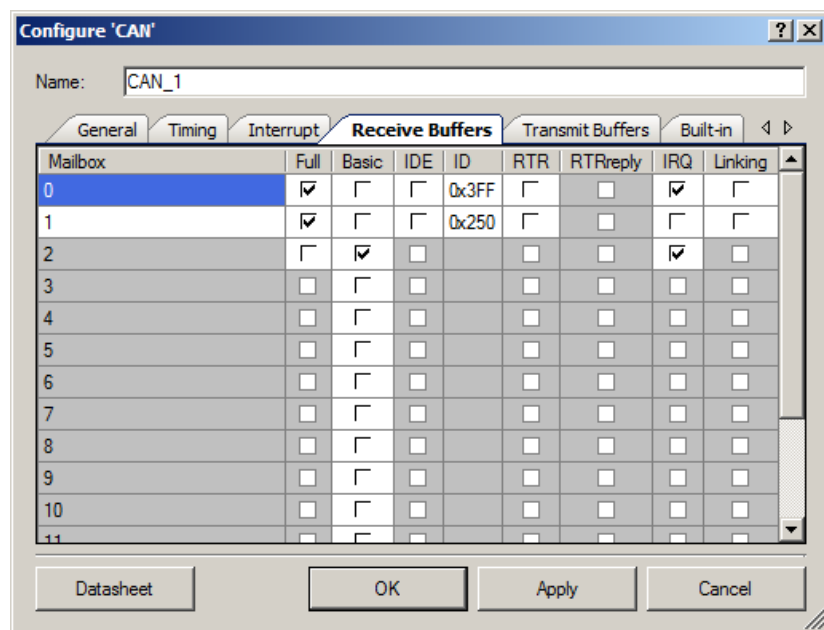 Configure 'CAN'
Name: CAN_1
General Timing Interrupt Receive Buffers Transmit Buffers Built-in
Mailbox Full Basic IDE ID RTR RTRreply IRQ Linking
0 0x3FF
1 0x250
2
3
4
5
6
7
8
9
10
11
Datasheet OK Apply Cancel